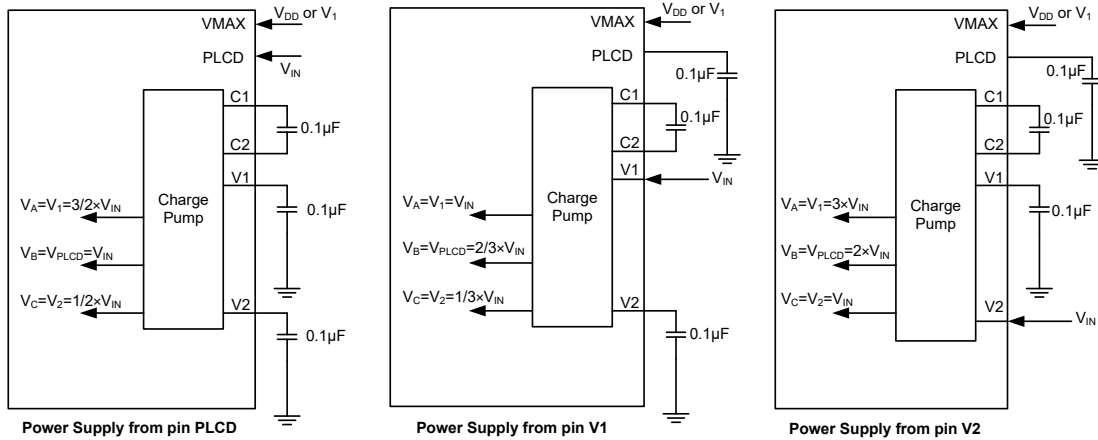 VMAX
V_DD or V_1
PLCD
V_IN
C1
0.1μF
C2
V1
Charge
Pump
V_A=V_1=3/2×V_IN
0.1μF
V_B=V_PLCD=V_IN
V_C=V_2=1/2×V_IN
V2
0.1μF
Power Supply from pin PLCD
VMAX
V_DD or V_1
PLCD
0.1μF
C1
0.1μF
C2
V1
V_IN
Charge
Pump
V_A=V_1=V_IN
V_B=V_PLCD=2/3×V_IN
V_C=V_2=1/3×V_IN
V2
0.1μF
Power Supply from pin V1
VMAX
V_DD or V_1
PLCD
0.1μF
C1
0.1μF
C2
V1
Charge
Pump
V_A=V_1=3×V_IN
0.1μF
V_B=V_PLCD=2×V_IN
V_C=V_2=V_IN
V2
V_IN
Power Supply from pin V2